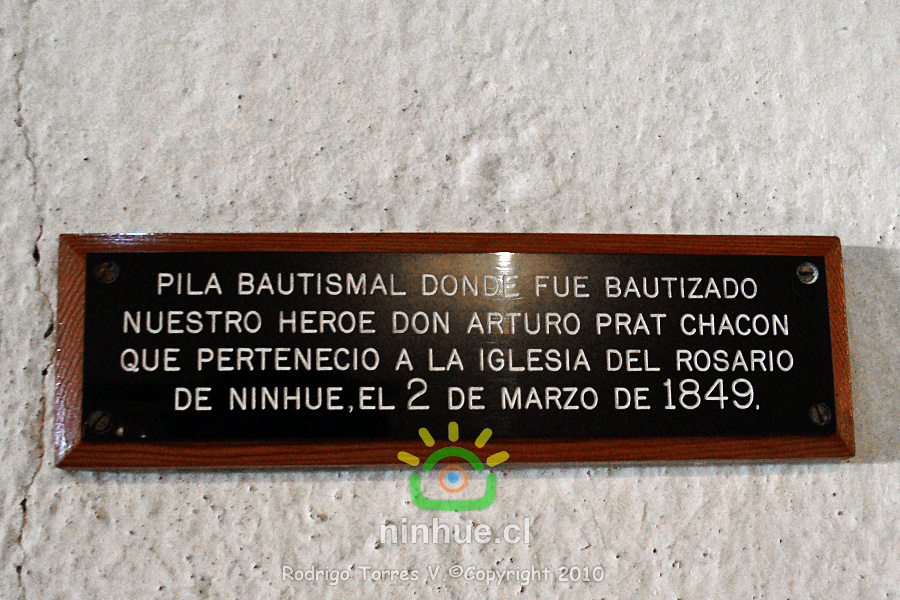 PILA BAUTISMAL DONDE FUE BAUTIZADO
NUESTRO HEROE DON ARTURO PRAT CHACON
QUE PERTENECIO A LA IGLESIA DEL ROSARIO
DE NINHUE, EL 2 DE MARZO DE 1849.
ninhue.cl
Rodrigo Torres V. ©Copyright 2010